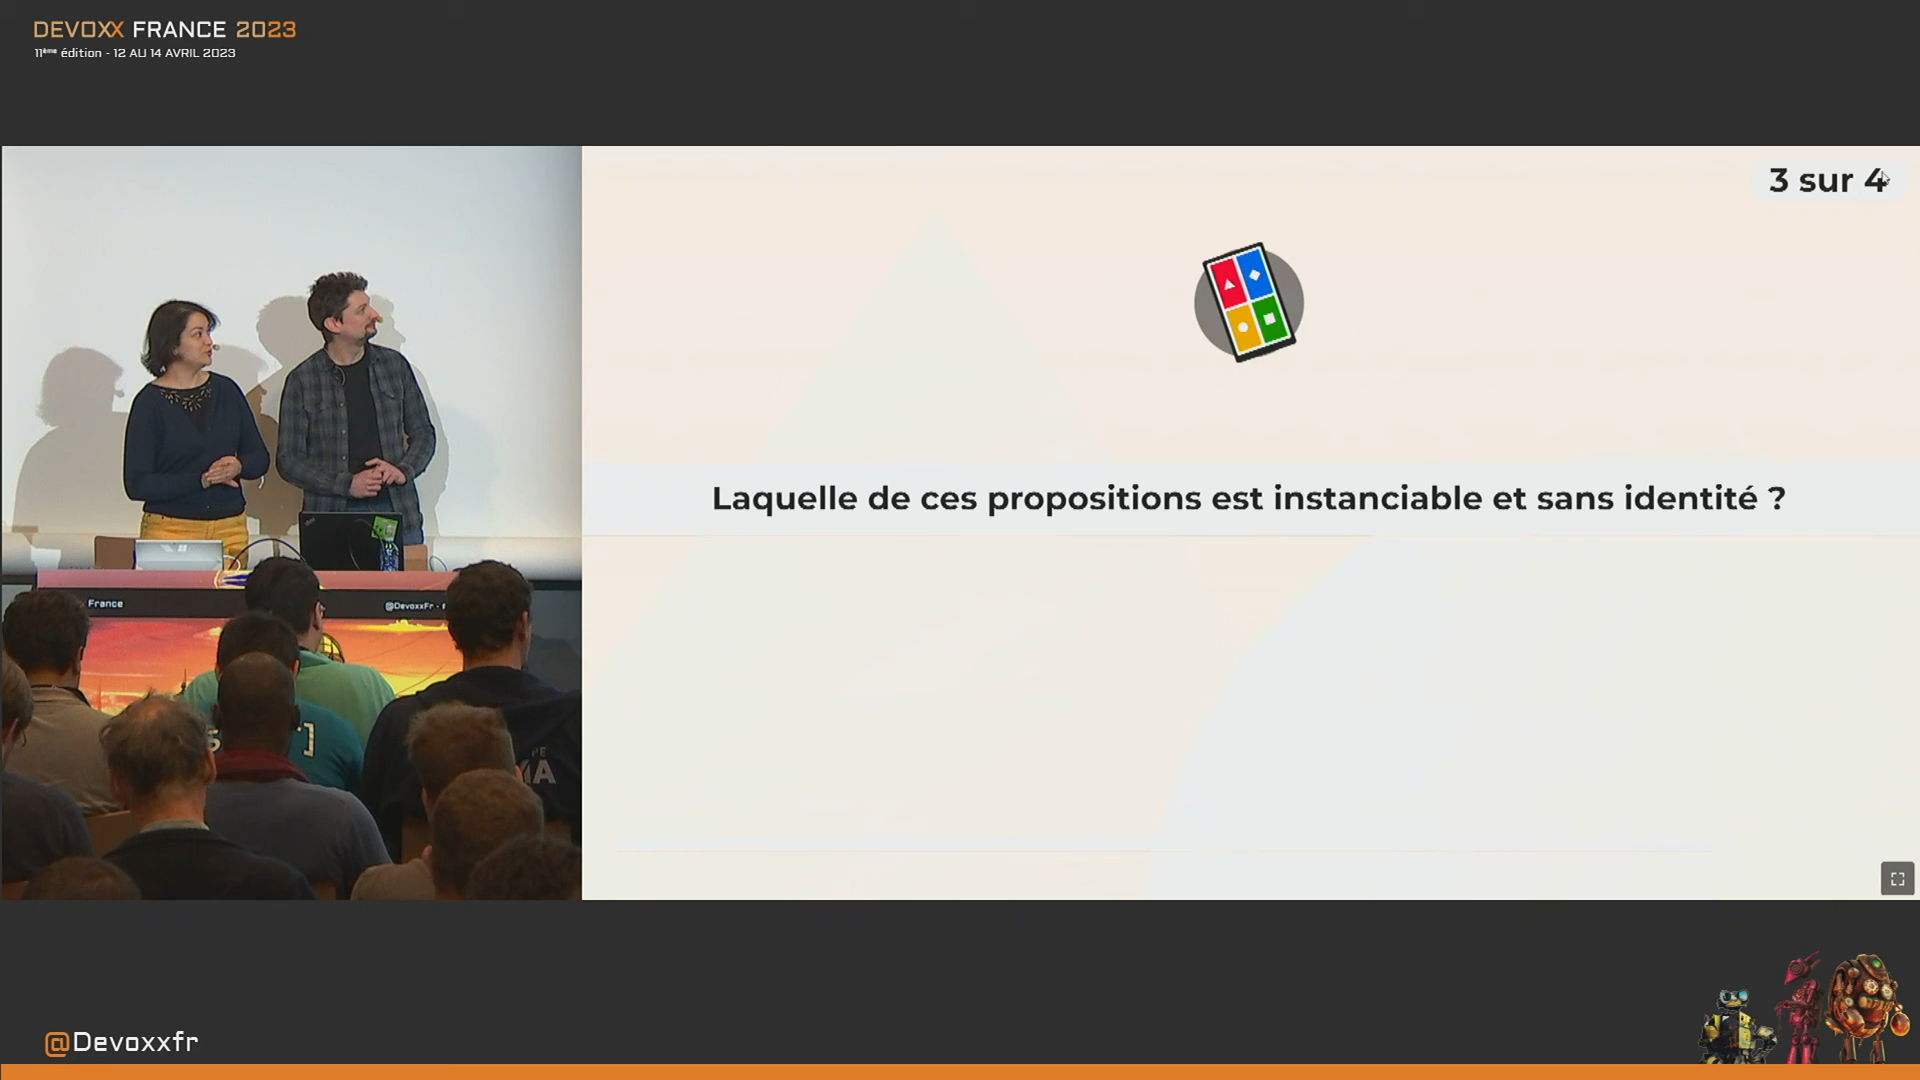 DEVOXX FRANCE 2023
11ème édition - 12 AU 14 AVRIL 2023
3 sur 4
Laquelle de ces propositions est instanciable et sans identité ?
France
@DevoxxFr - #
]
MA
@Devoxxfr